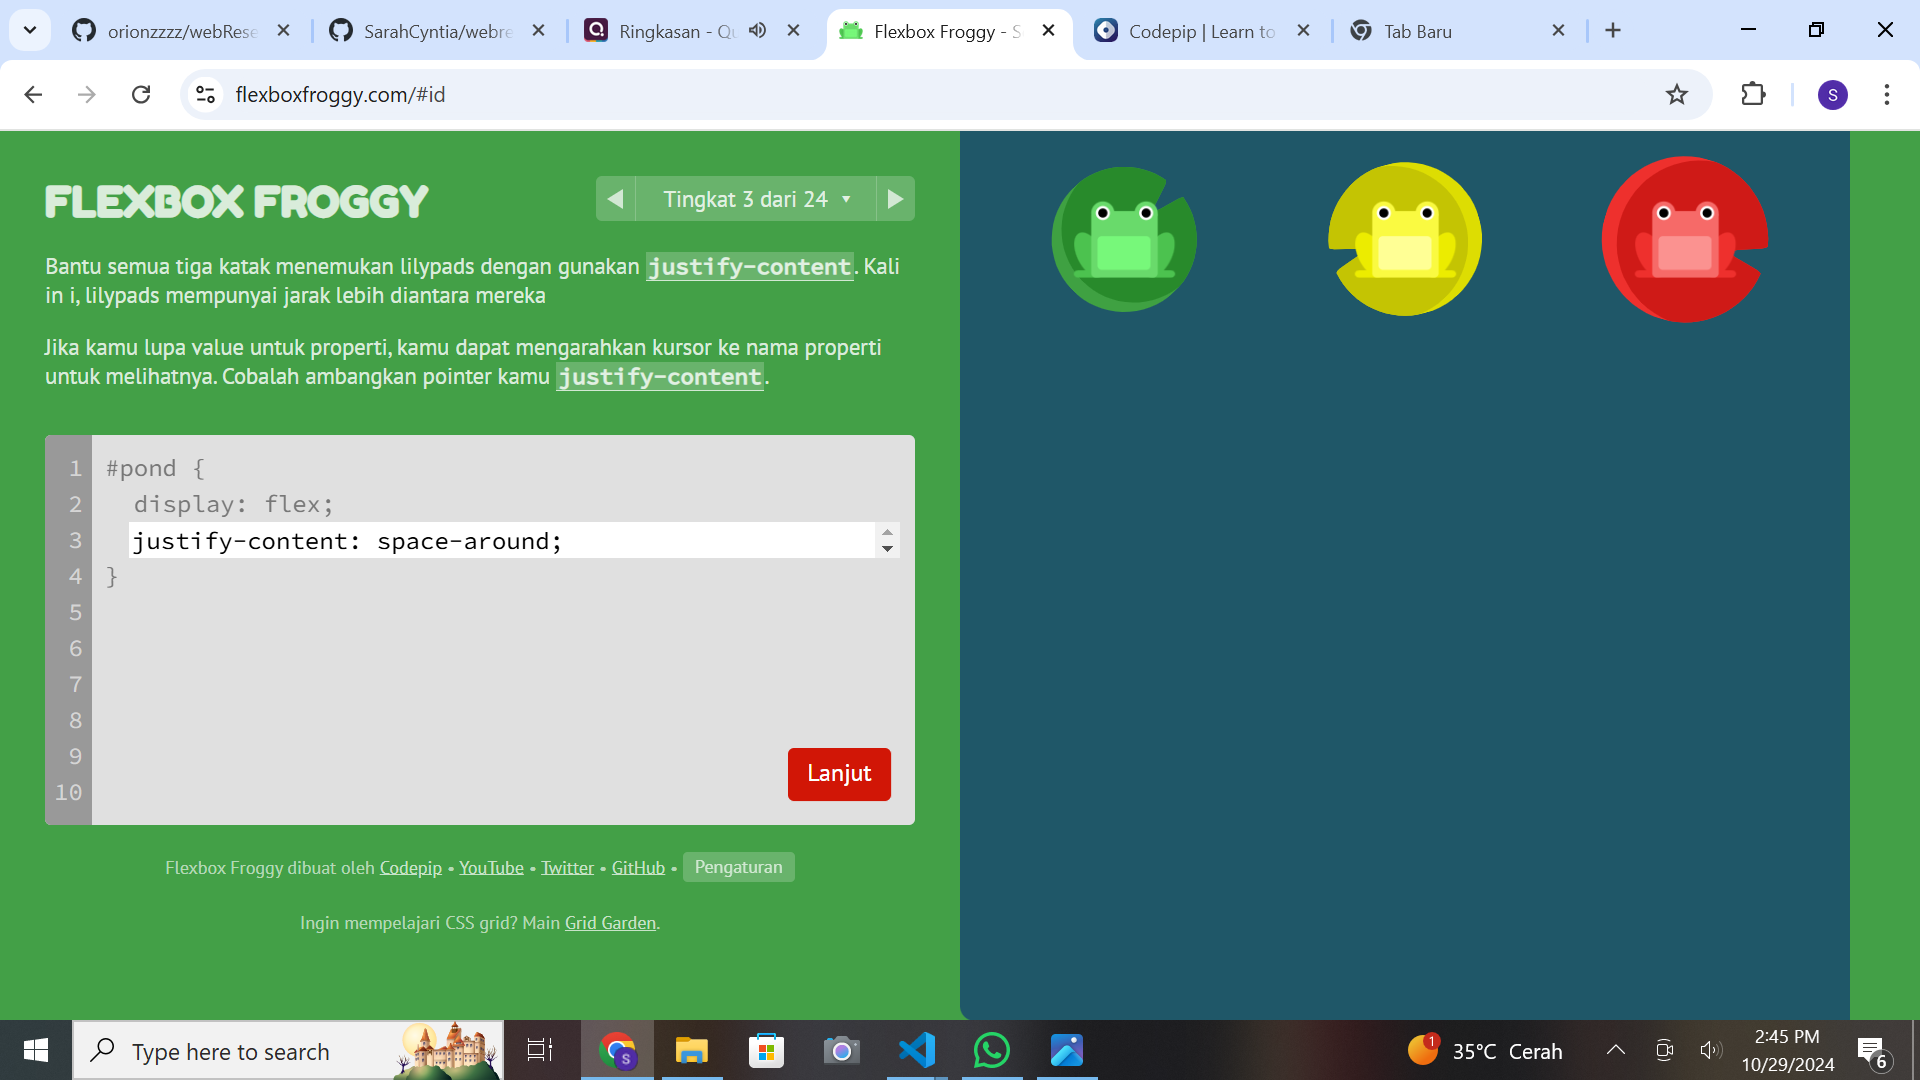 orionzzzz/webRese
SarahCyntia/webre
Ringkasan - Qu
Flexbox Froggy - S
Codepip | Learn to
Tab Baru
flexboxfroggy.com/#id
S
FLEXBOX FROGGY
Tingkat 3 dari 24
Bantu semua tiga katak menemukan lilypads dengan gunakan justify-content. Kali
in i, lilypads mempunyai jarak lebih diantara mereka
Jika kamu lupa value untuk properti, kamu dapat mengarahkan kursor ke nama properti
untuk melihatnya. Cobalah ambangkan pointer kamu justify-content.
1 #pond {
2 display: flex;
3 justify-content: space-around;
4 }
5
6
7
8
9
10
Lanjut
Flexbox Froggy dibuat oleh Codepip • YouTube • Twitter • GitHub • Pengaturan
Ingin mempelajari CSS grid? Main Grid Garden.
Type here to search
S
1
35°C Cerah
2:45 PM
10/29/2024
6